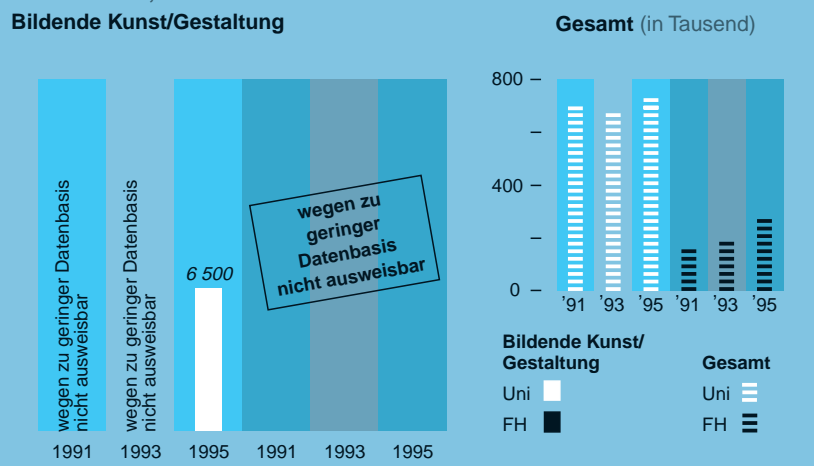 Bildende Kunst/Gestaltung
wegen zu geringer Datenbasis
nicht ausweisbar
wegen zu geringer Datenbasis
nicht ausweisbar
6 500
wegen zu
geringer
Datenbasis
nicht ausweisbar
1991 1993 1995 1991 1993 1995
Gesamt (in Tausend)
800
400
0
’91 ’93 ’95 ’91 ’93 ’95
Bildende Kunst/
Gestaltung
Uni
FH
Gesamt
Uni
FH